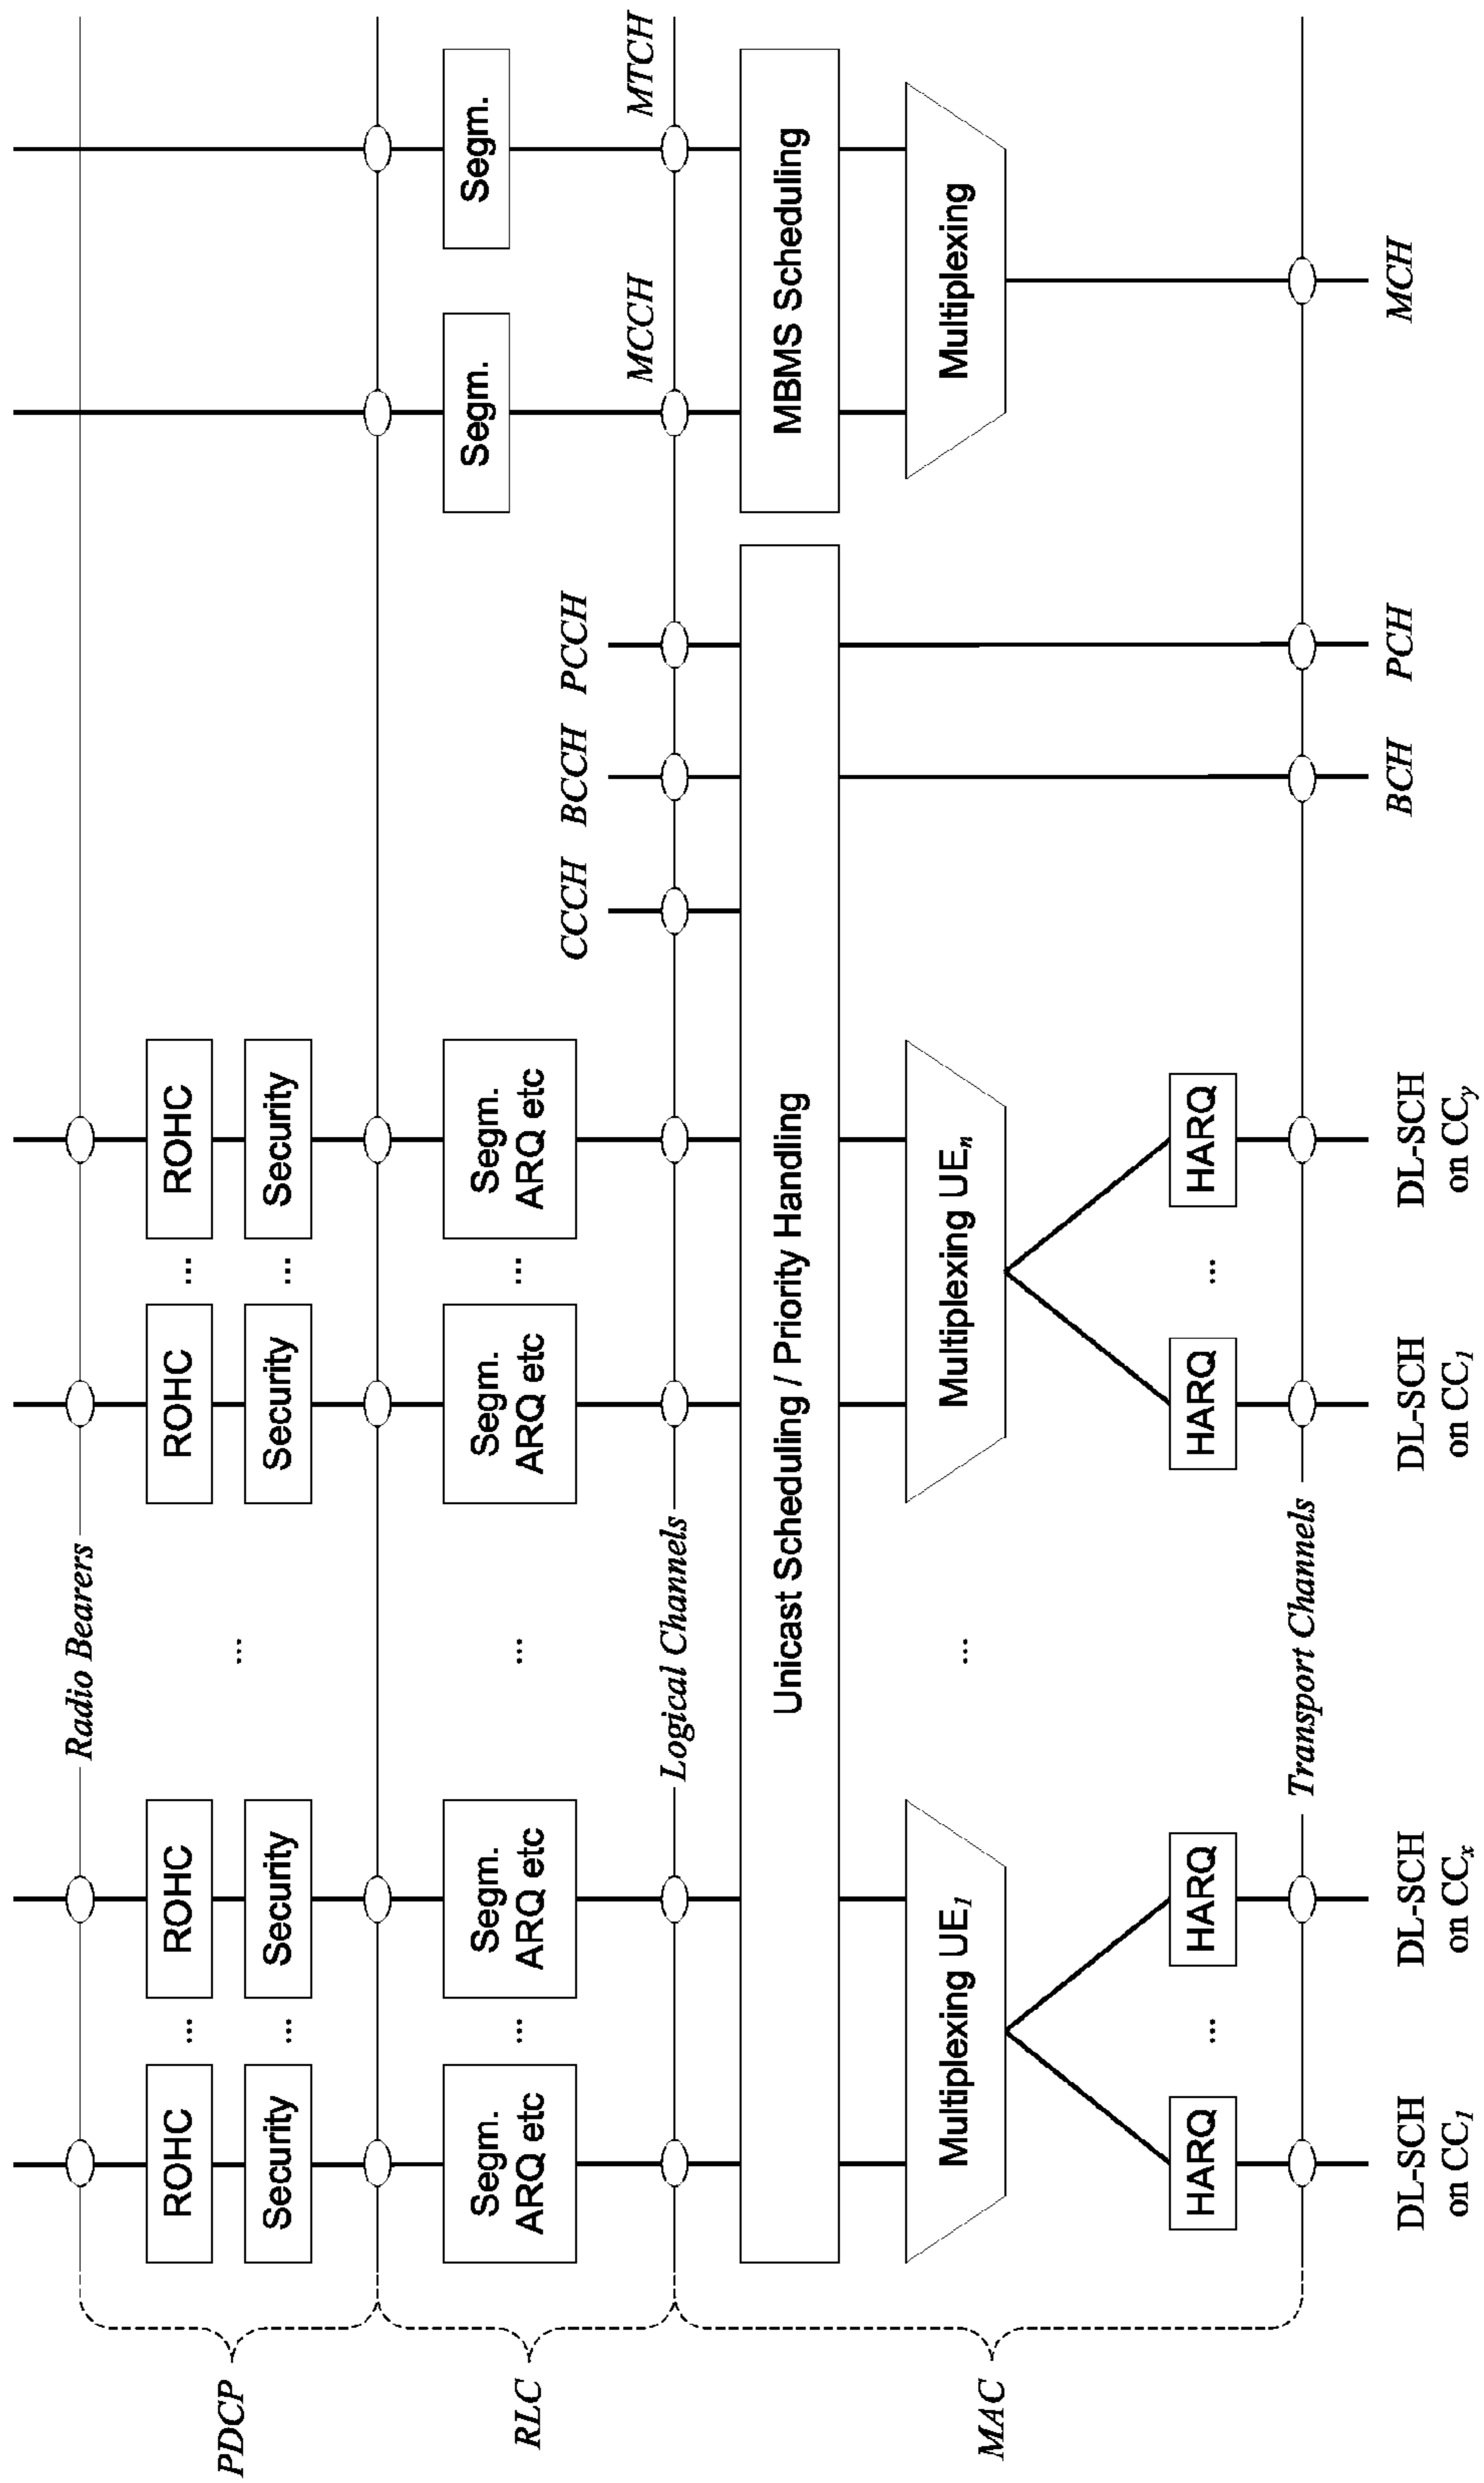 Radio Bearers
PDCP
ROHC
...
ROHC
ROHC
...
ROHC
...
Security
...
Security
Security
...
Security
RLC
Segm.
ARQ etc
...
Segm.
ARQ etc
...
Segm.
ARQ etc
...
Segm.
ARQ etc
Segm.
Segm.
CCCH
BCCH
PCCH
MCCH
MTCH
Logical Channels
Unicast Scheduling / Priority Handling
MBMS Scheduling
MAC
Multiplexing UE1
...
Multiplexing UEn
Multiplexing
HARQ
...
HARQ
HARQ
...
HARQ
Transport Channels
DL-SCH
on CC1
DL-SCH
on CCx
DL-SCH
on CC1
DL-SCH
on CCy
BCH
PCH
MCH